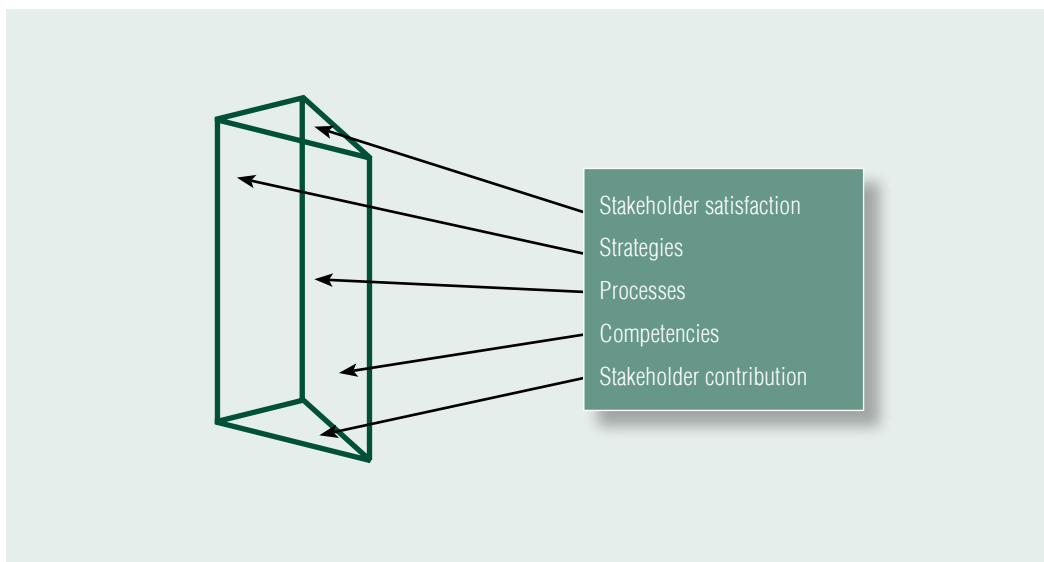 Stakeholder satisfaction
Strategies
Processes
Competencies
Stakeholder contribution